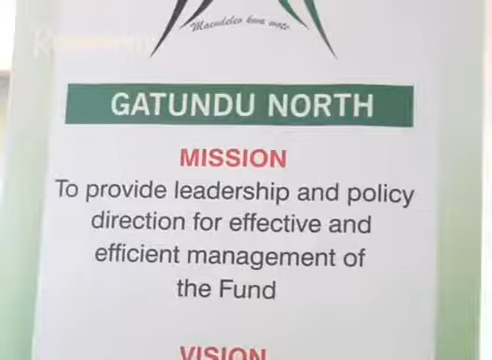 Maendeleo kwa wote
GATUNDU NORTH
MISSION
To provide leadership and policy
direction for effective and
efficient management of
the Fund
VISION